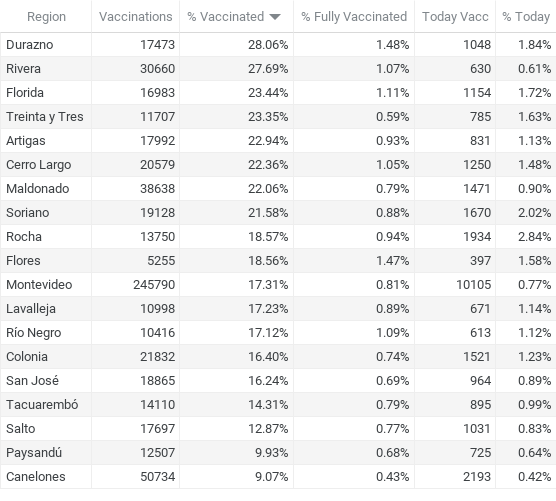 Region Vaccinations % Vaccinated % Fully Vaccinated Today Vacc % Today
Durazno 17473 28.06% 1.48% 1048 1.84%
Rivera 30660 27.69% 1.07% 630 0.61%
Florida 16983 23.44% 1.11% 1154 1.72%
Treinta y Tres 11707 23.35% 0.59% 785 1.63%
Artigas 17992 22.94% 0.93% 831 1.13%
Cerro Largo 20579 22.36% 1.05% 1250 1.48%
Maldonado 38638 22.06% 0.79% 1471 0.90%
Soriano 19128 21.58% 0.88% 1670 2.02%
Rocha 13750 18.57% 0.94% 1934 2.84%
Flores 5255 18.56% 1.47% 397 1.58%
Montevideo 245790 17.31% 0.81% 10105 0.77%
Lavalleja 10998 17.23% 0.89% 671 1.14%
Río Negro 10416 17.12% 1.09% 613 1.12%
Colonia 21832 16.40% 0.74% 1521 1.23%
San José 18865 16.24% 0.69% 964 0.89%
Tacuarembó 14110 14.31% 0.79% 895 0.99%
Salto 17697 12.87% 0.77% 1031 0.83%
Paysandú 12507 9.93% 0.68% 725 0.64%
Canelones 50734 9.07% 0.43% 2193 0.42%